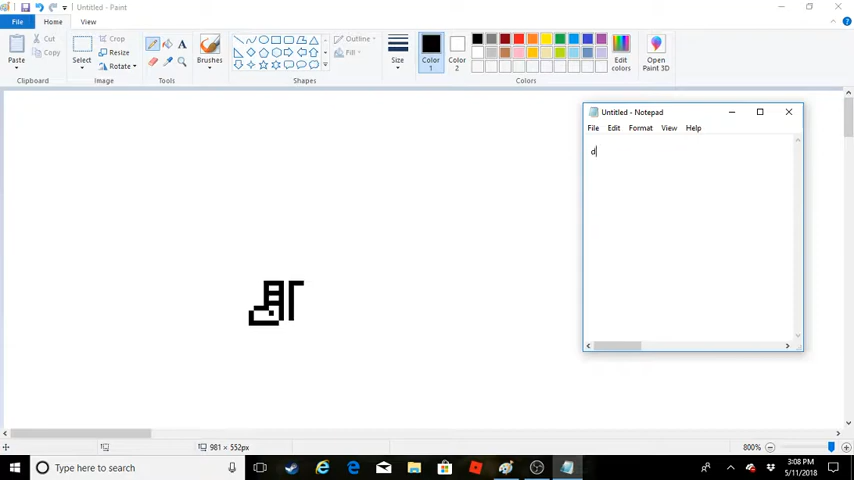 Untitled - Paint
File Home View
Paste Cut Copy Clipboard
Select Crop Resize Rotate Image
A Tools
Brushes
Outline Fill Shapes
Size
Color 1
Color 2
Edit colors
Colors
Open Paint 3D
Untitled - Notepad
File Edit Format View Help
d
981 × 552px
800%
Type here to search
3:08 PM
5/11/2018